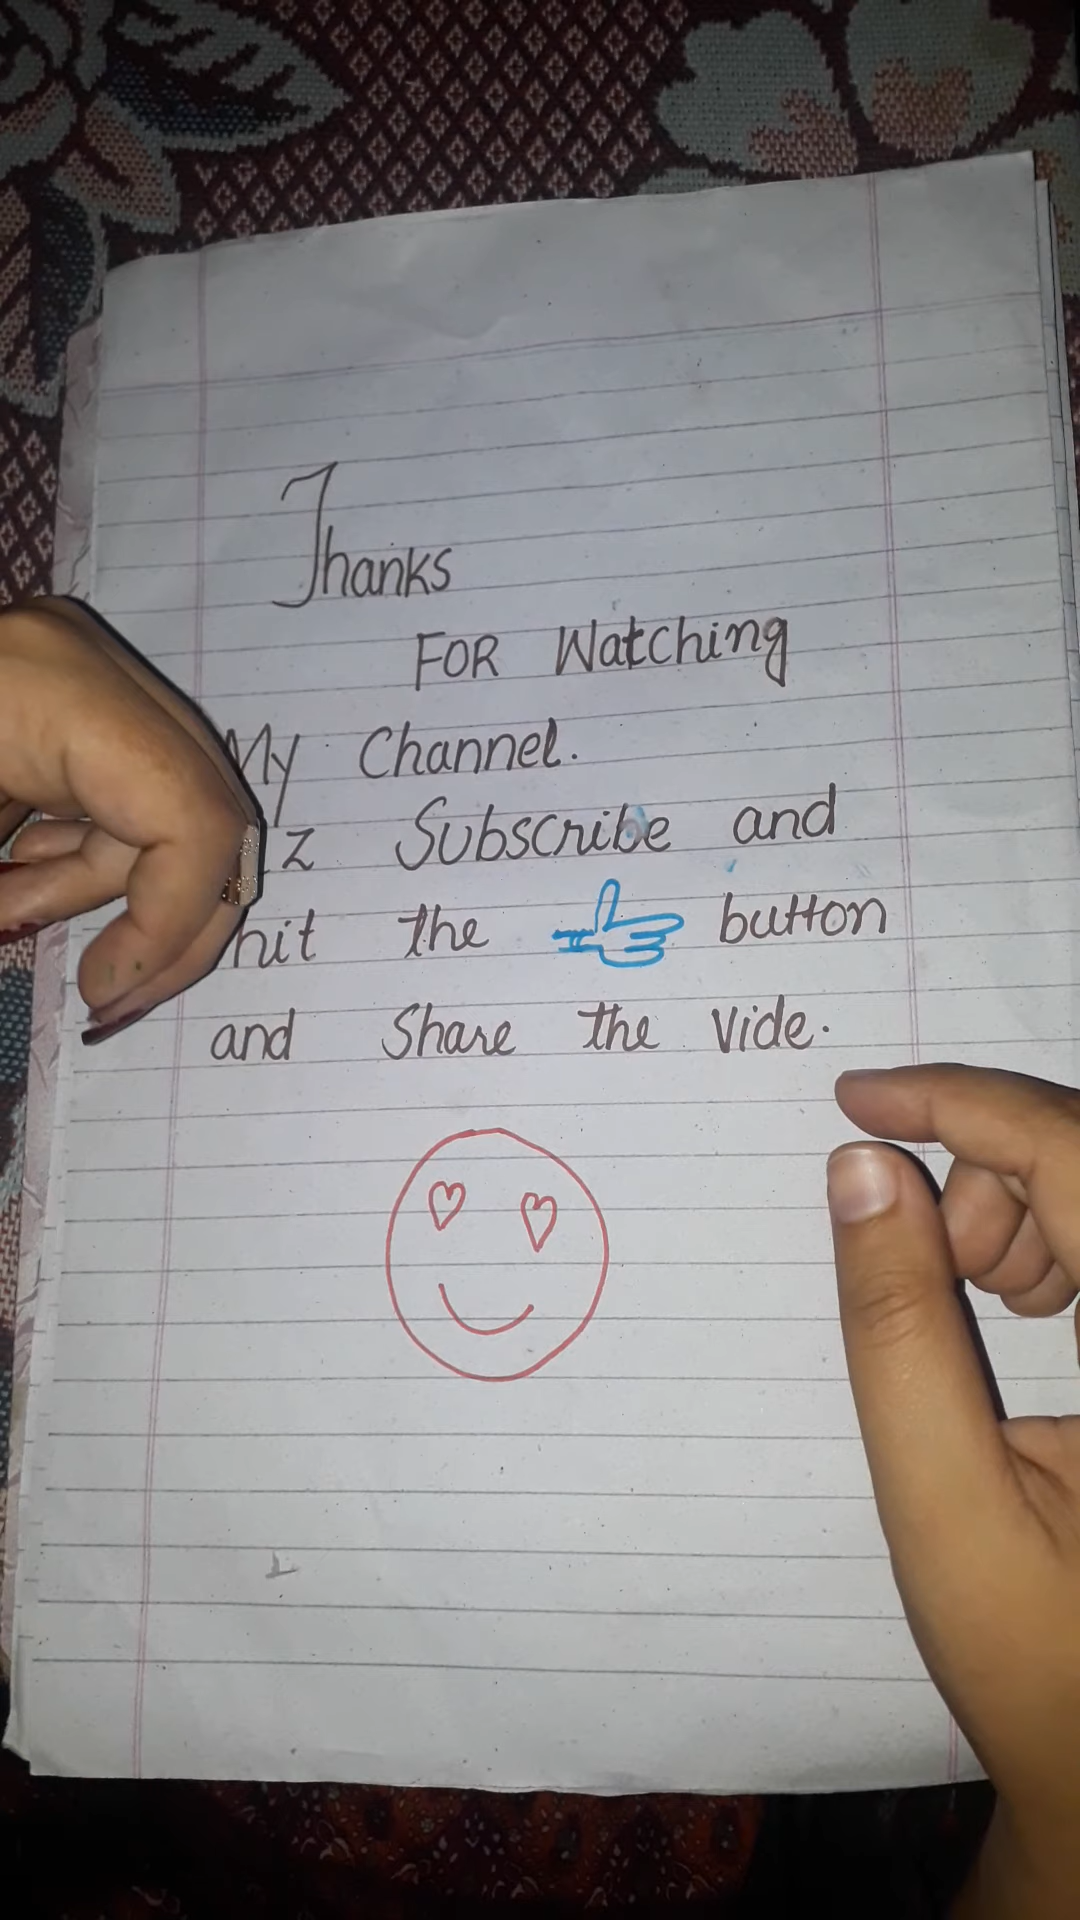 Thanks
FOR Watching
My Channel.
Subscribe and
hit the button
and Share the Vide.